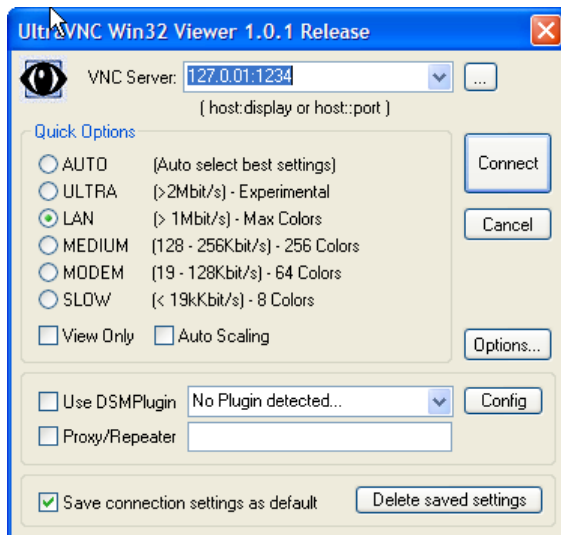 UltraVNC Win32 Viewer 1.0.1 Release
VNC Server: 127.0.01:1234 ...
( host:display or host::port )
Quick Options
AUTO (Auto select best settings)
ULTRA (>2Mbit/s) - Experimental
LAN (> 1Mbit/s) - Max Colors
MEDIUM (128 - 256Kbit/s) - 256 Colors
MODEM (19 - 128Kbit/s) - 64 Colors
SLOW (< 19kKbit/s) - 8 Colors
View Only Auto Scaling
Connect
Cancel
Options...
Use DSMPlugin No Plugin detected... Config
Proxy/Repeater
Save connection settings as default Delete saved settings